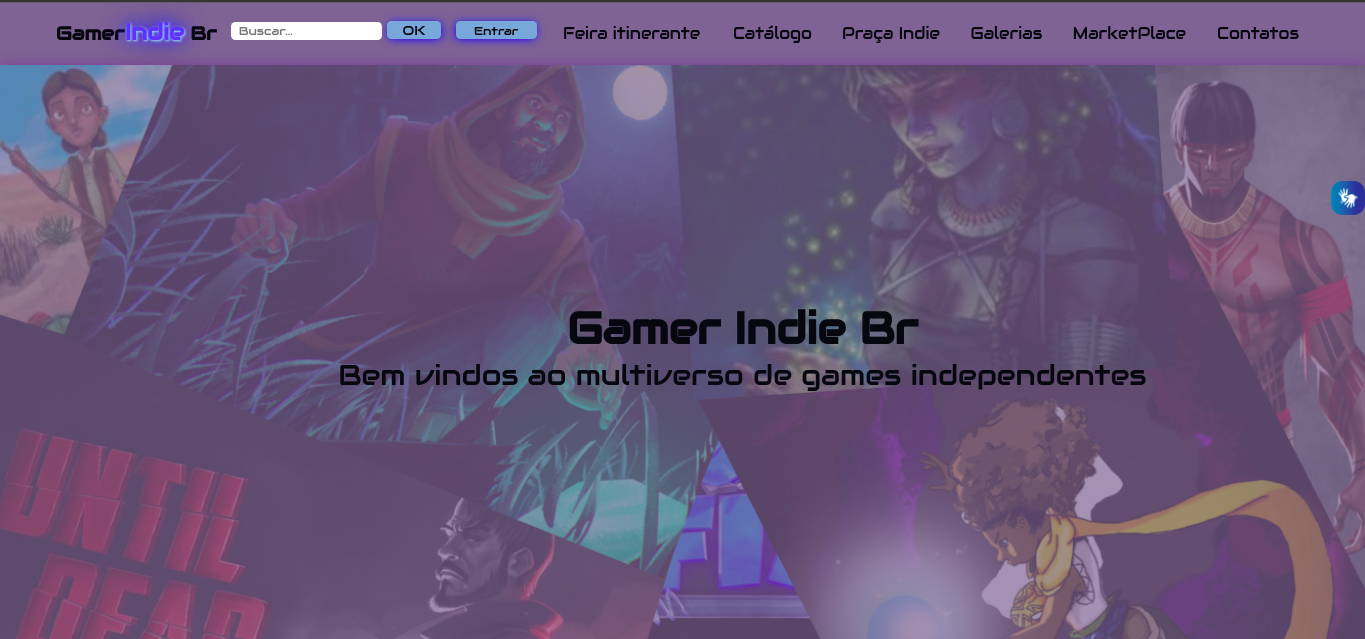 GamerIndie Br Buscar... OK Entrar Feira itinerante Catálogo Praça Indie Galerias MarketPlace Contatos
Gamer Indie Br
Bem vindos ao multiverso de games independentes
UNTIL
DEAD